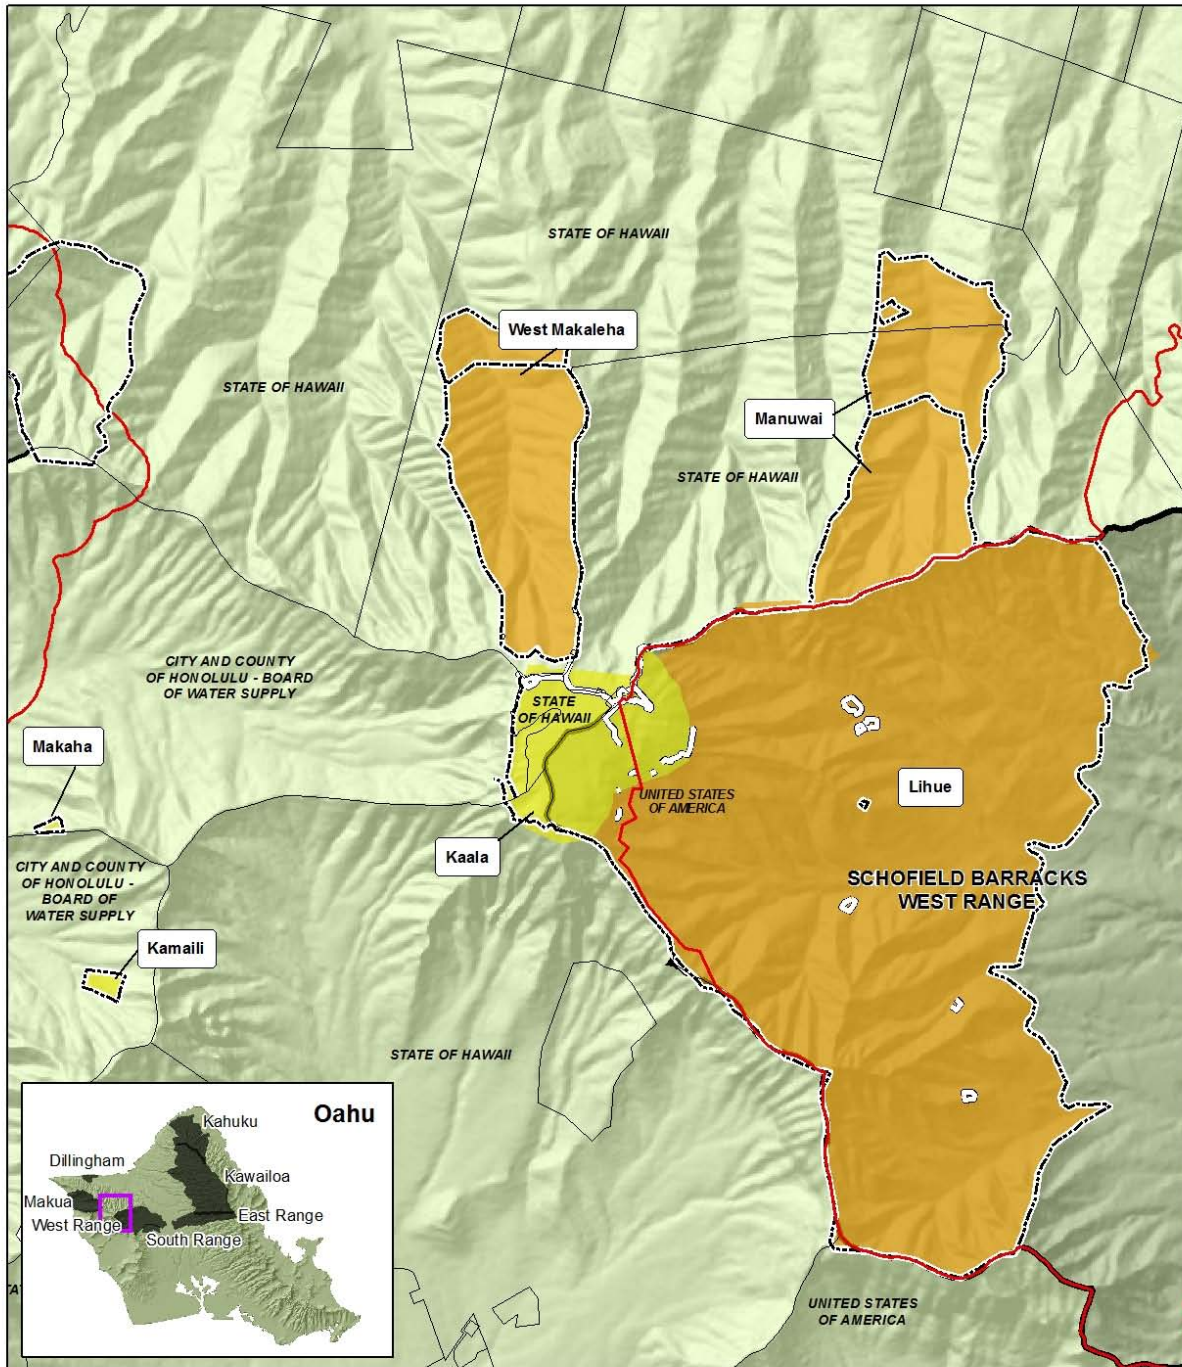 STATE OF HAWAII
West Makaleha
STATE OF HAWAII
Manuwai
STATE OF HAWAII
CITY AND COUNTY
OF HONOLULU - BOARD
OF WATER SUPPLY
STATE
OF HAWAII
Makaha
Lihue
UNITED STATES
OF AMERICA
Kaala
CITY AND COUNTY
OF HONOLULU -
BOARD OF
WATER SUPPLY
SCHOFIELD BARRACKS
WEST RANGE
Kamaili
STATE OF HAWAII
Oahu
Kahuku
Dillingham
Kawailoa
Makua
East Range
West Range
South Range
UNITED STATES
OF AMERICA